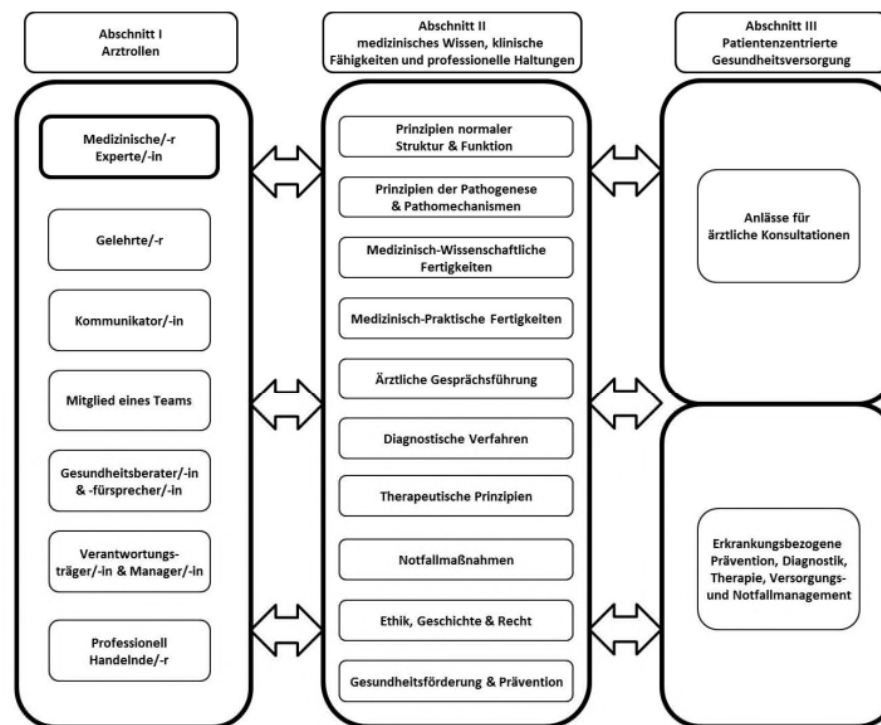 Abschnitt I
Arztrollen
Abschnitt II
medizinisches Wissen, klinische
Fähigkeiten und professionelle Haltungen
Abschnitt III
Patientenzentrierte
Gesundheitsversorgung
Medizinische/-r
Experte/-in
Gelehrte/-r
Kommunikator/-in
Mitglied eines Teams
Gesundheitsberater/-in
& -fürsprecher/-in
Verantwortungs-
träger/-in & Manager/-in
Professionell
Handelnde/-r
Prinzipien normaler
Struktur & Funktion
Prinzipien der Pathogenese
& Pathomechanismen
Medizinisch-Wissenschaftliche
Fertigkeiten
Medizinisch-Praktische Fertigkeiten
Ärztliche Gesprächsführung
Diagnostische Verfahren
Therapeutische Prinzipien
Notfallmaßnahmen
Ethik, Geschichte & Recht
Gesundheitsförderung & Prävention
Anlässe für
ärztliche Konsultationen
Erkrankungsbezogene
Prävention, Diagnostik,
Therapie, Versorgungs-
und Notfallmanagement